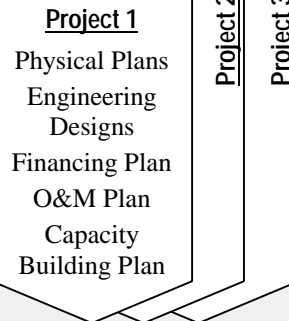 Project 1
Physical Plans
Engineering
Designs
Financing Plan
O&M Plan
Capacity
Building Plan
Project 2
Project 3